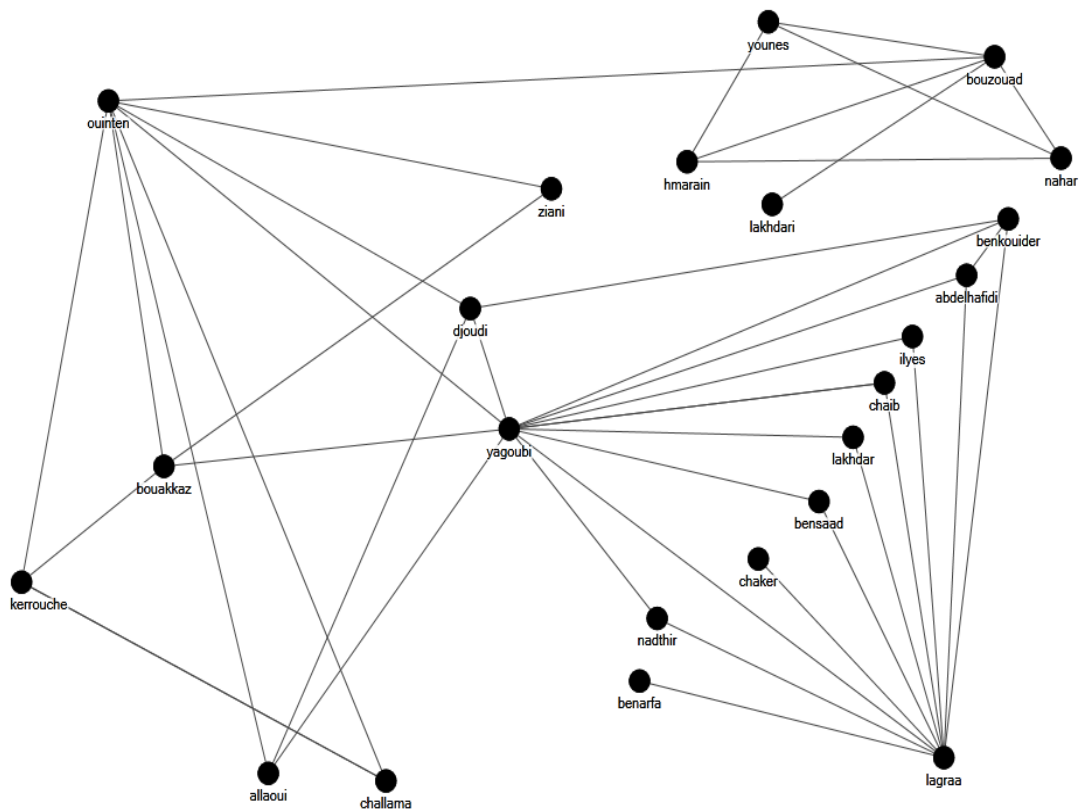 younes
bouzouad
ouinten
hmarain
nahar
ziani
lakhdari
benkouider
abdelhafidi
djoudi
ilyes
chaib
yagoubi
lakhdar
bouakkaz
bensaad
chaker
kerrouche
nadthir
benarfa
lagraa
allaoui
challama